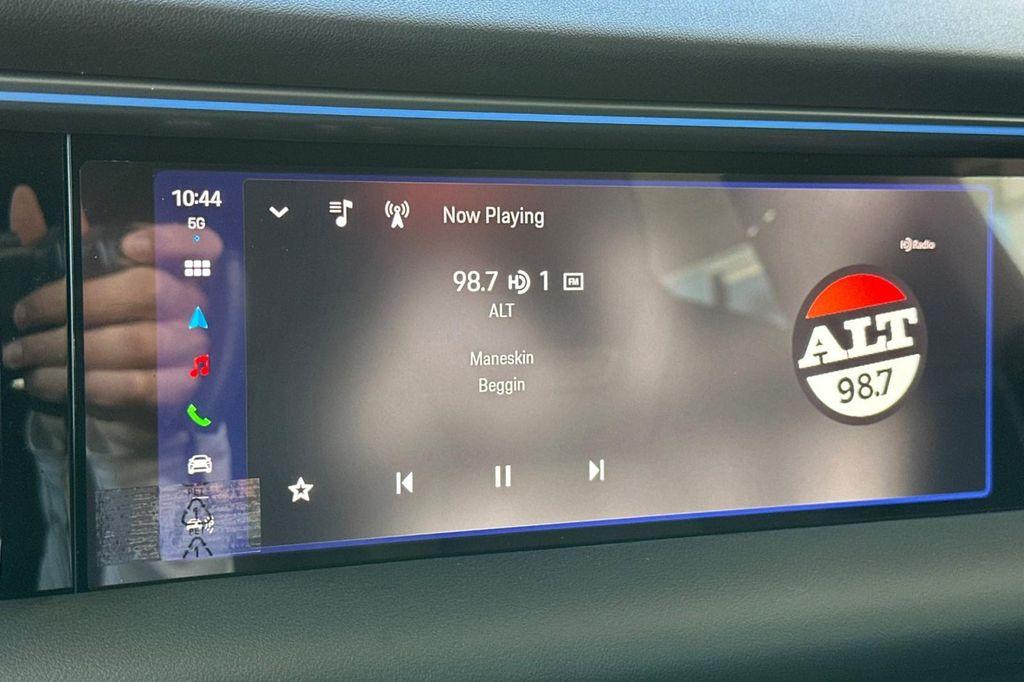 10:44
5G
Now Playing
HD Radio
98.7 HD 1 FM
ALT
Maneskin
Beggin
ALT
98.7